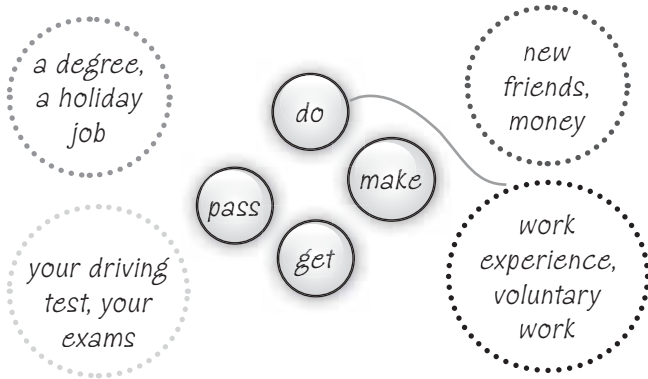 a degree,
a holiday
job
do
new
friends,
money
make
pass
get
your driving
test, your
exams
work
experience,
voluntary
work